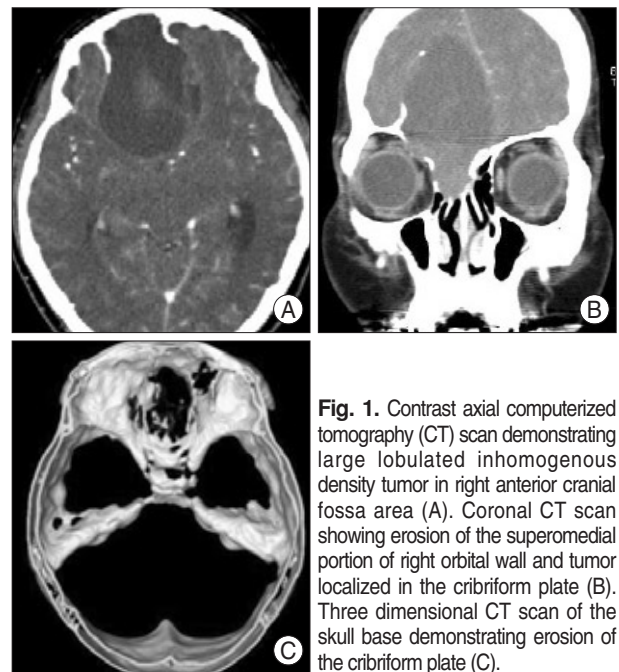 A
B
C
Fig. 1. Contrast axial computerized
tomography (CT) scan demonstrating
large lobulated inhomogenous
density tumor in right anterior cranial
fossa area (A). Coronal CT scan
showing erosion of the superomedial
portion of right orbital wall and tumor
localized in the cribriform plate (B).
Three dimensional CT scan of the
skull base demonstrating erosion of
the cribriform plate (C).